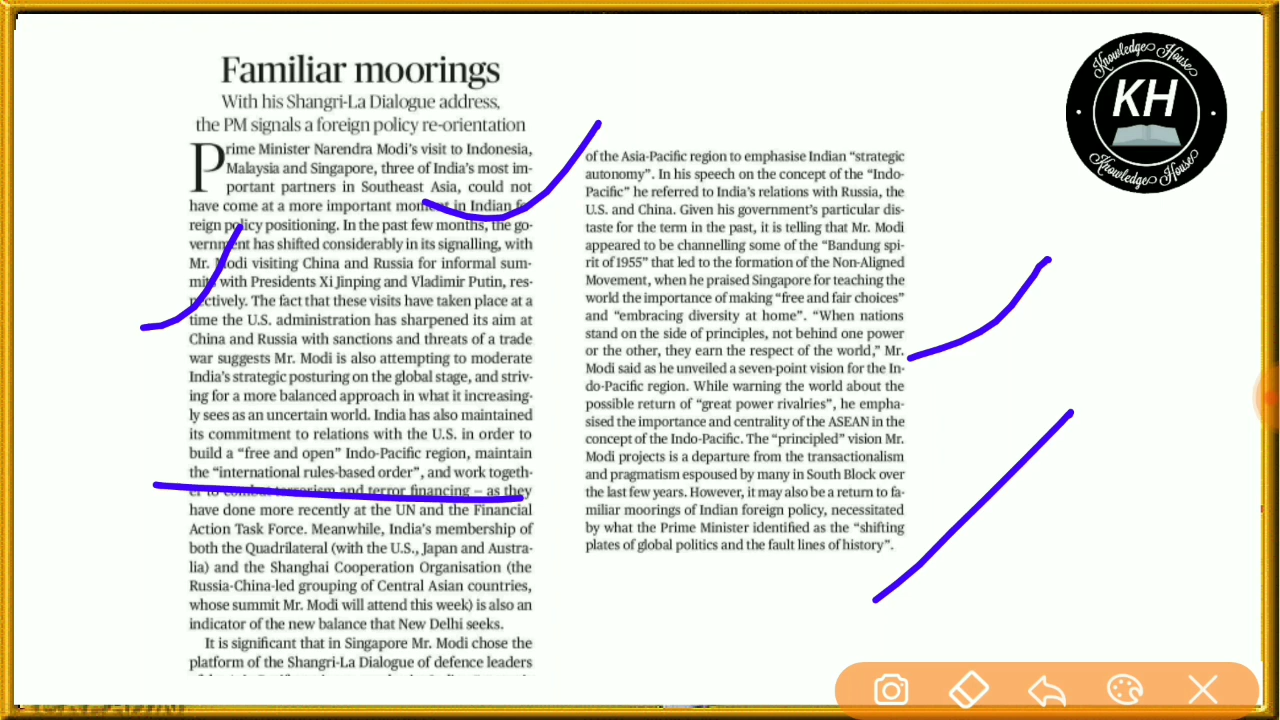 Familiar moorings
With his Shangri-La Dialogue address,
the PM signals a foreign policy re-orientation
Prime Minister Narendra Modi's visit to Indonesia,
Malaysia and Singapore, three of India's most im-
portant partners in Southeast Asia, could not
have come at a more important moment in Indian fo-
reign policy positioning. In the past few months, the go-
vernment has shifted considerably in its signalling, with
Mr. Modi visiting China and Russia for informal sum-
mits with Presidents Xi Jinping and Vladimir Putin, res-
pectively. The fact that these visits have taken place at a
time the U.S. administration has sharpened its aim at
China and Russia with sanctions and threats of a trade
war suggests Mr. Modi is also attempting to moderate
India's strategic posturing on the global stage, and striv-
ing for a more balanced approach in what it increasing-
ly sees as an uncertain world. India has also maintained
its commitment to relations with the U.S. in order to
build a "free and open" Indo-Pacific region, maintain
the "international rules-based order", and work togeth-
er to combat terrorism and terror financing – as they
have done more recently at the UN and the Financial
Action Task Force. Meanwhile, India's membership of
both the Quadrilateral (with the U.S., Japan and Austra-
lia) and the Shanghai Cooperation Organisation (the
Russia-China-led grouping of Central Asian countries,
whose summit Mr. Modi will attend this week) is also an
indicator of the new balance that New Delhi seeks.
It is significant that in Singapore Mr. Modi chose the
platform of the Shangri-La Dialogue of defence leaders
of the Asia-Pacific region to emphasise Indian "strategic
autonomy". In his speech on the concept of the "Indo-
Pacific" he referred to India's relations with Russia, the
U.S. and China. Given his government's particular dis-
taste for the term in the past, it is telling that Mr. Modi
appeared to be channelling some of the "Bandung spi-
rit of 1955" that led to the formation of the Non-Aligned
Movement, when he praised Singapore for teaching the
world the importance of making "free and fair choices"
and "embracing diversity at home". "When nations
stand on the side of principles, not behind one power
or the other, they earn the respect of the world," Mr.
Modi said as he unveiled a seven-point vision for the In-
do-Pacific region. While warning the world about the
possible return of "great power rivalries", he empha-
sised the importance and centrality of the ASEAN in the
concept of the Indo-Pacific. The "principled" vision Mr.
Modi projects is a departure from the transactionalism
and pragmatism espoused by many in South Block over
the last few years. However, it may also be a return to fa-
miliar moorings of Indian foreign policy, necessitated
by what the Prime Minister identified as the "shifting
plates of global politics and the fault lines of history".
Knowledge House
KH
Knowledge House